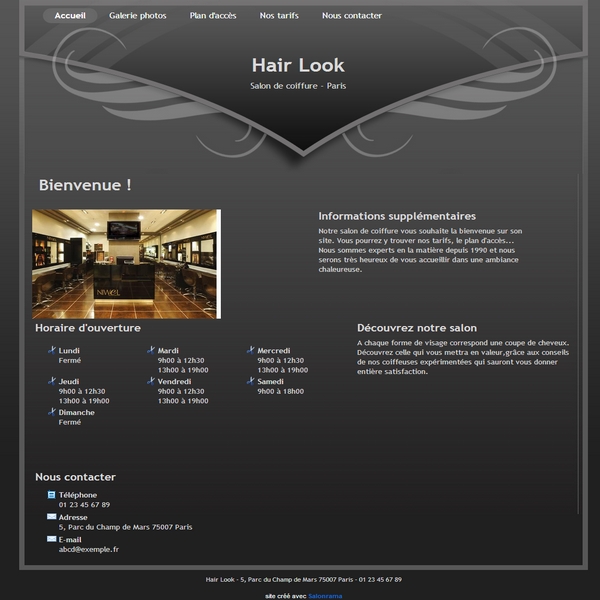 Accueil Galerie photos Plan d'accès Nos tarifs Nous contacter
Hair Look
Salon de coiffure - Paris
Bienvenue !
Informations supplémentaires
Notre salon de coiffure vous souhaite la bienvenue sur son
site. Vous pourrez y trouver nos tarifs, le plan d'accès...
Nous sommes experts en la matière depuis 1990 et nous
serons très heureux de vous accueillir dans une ambiance
chaleureuse.
Horaire d'ouverture
Lundi
Fermé
Mardi
9h00 à 12h30
13h00 à 19h00
Mercredi
9h00 à 12h30
13h00 à 19h00
Jeudi
9h00 à 12h30
13h00 à 19h00
Vendredi
9h00 à 12h30
13h00 à 19h00
Samedi
9h00 à 18h00
Dimanche
Fermé
Découvrez notre salon
A chaque forme de visage correspond une coupe de cheveux.
Découvrez celle qui vous mettra en valeur,grâce aux conseils
de nos coiffeuses expérimentées qui sauront vous donner
entière satisfaction.
Nous contacter
Téléphone
01 23 45 67 89
Adresse
5, Parc du Champ de Mars 75007 Paris
E-mail
abcd@exemple.fr
Hair Look - 5, Parc du Champ de Mars 75007 Paris - 01 23 45 67 89
site créé avec Salonrama